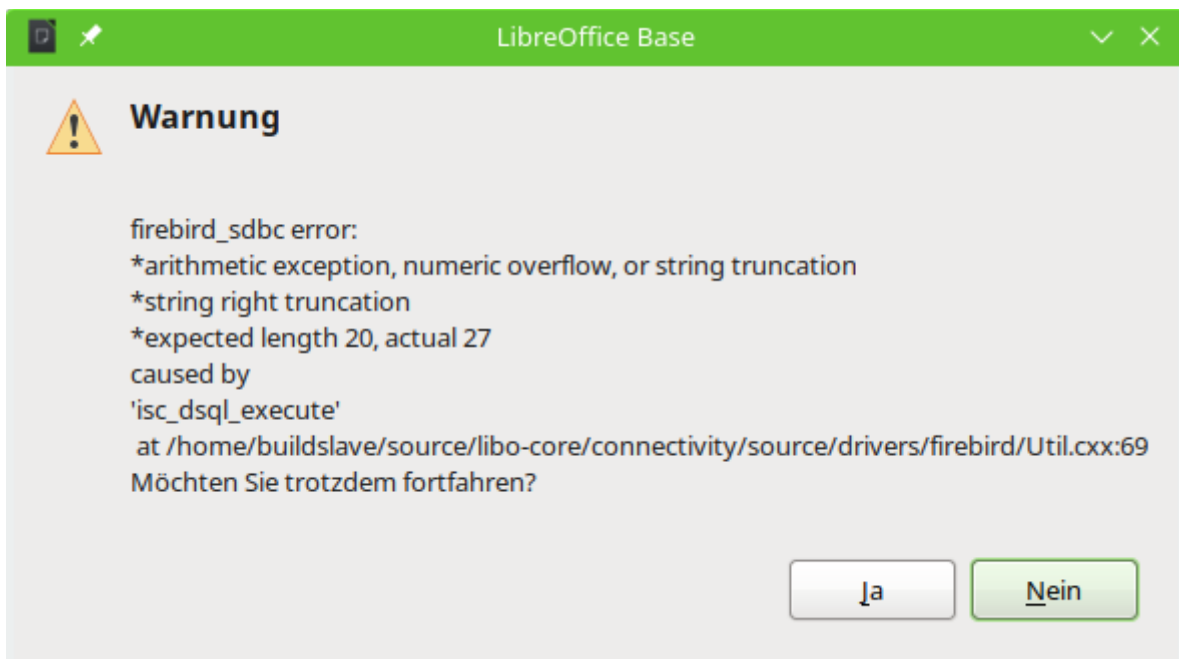 LibreOffice Base
Warnung
firebird_sdbc error:
*arithmetic exception, numeric overflow, or string truncation
*string right truncation
*expected length 20, actual 27
caused by
'isc_dsql_execute'
at /home/buildslave/source/libo-core/connectivity/source/drivers/firebird/Util.cxx:69
Möchten Sie trotzdem fortfahren?
Ja
Nein